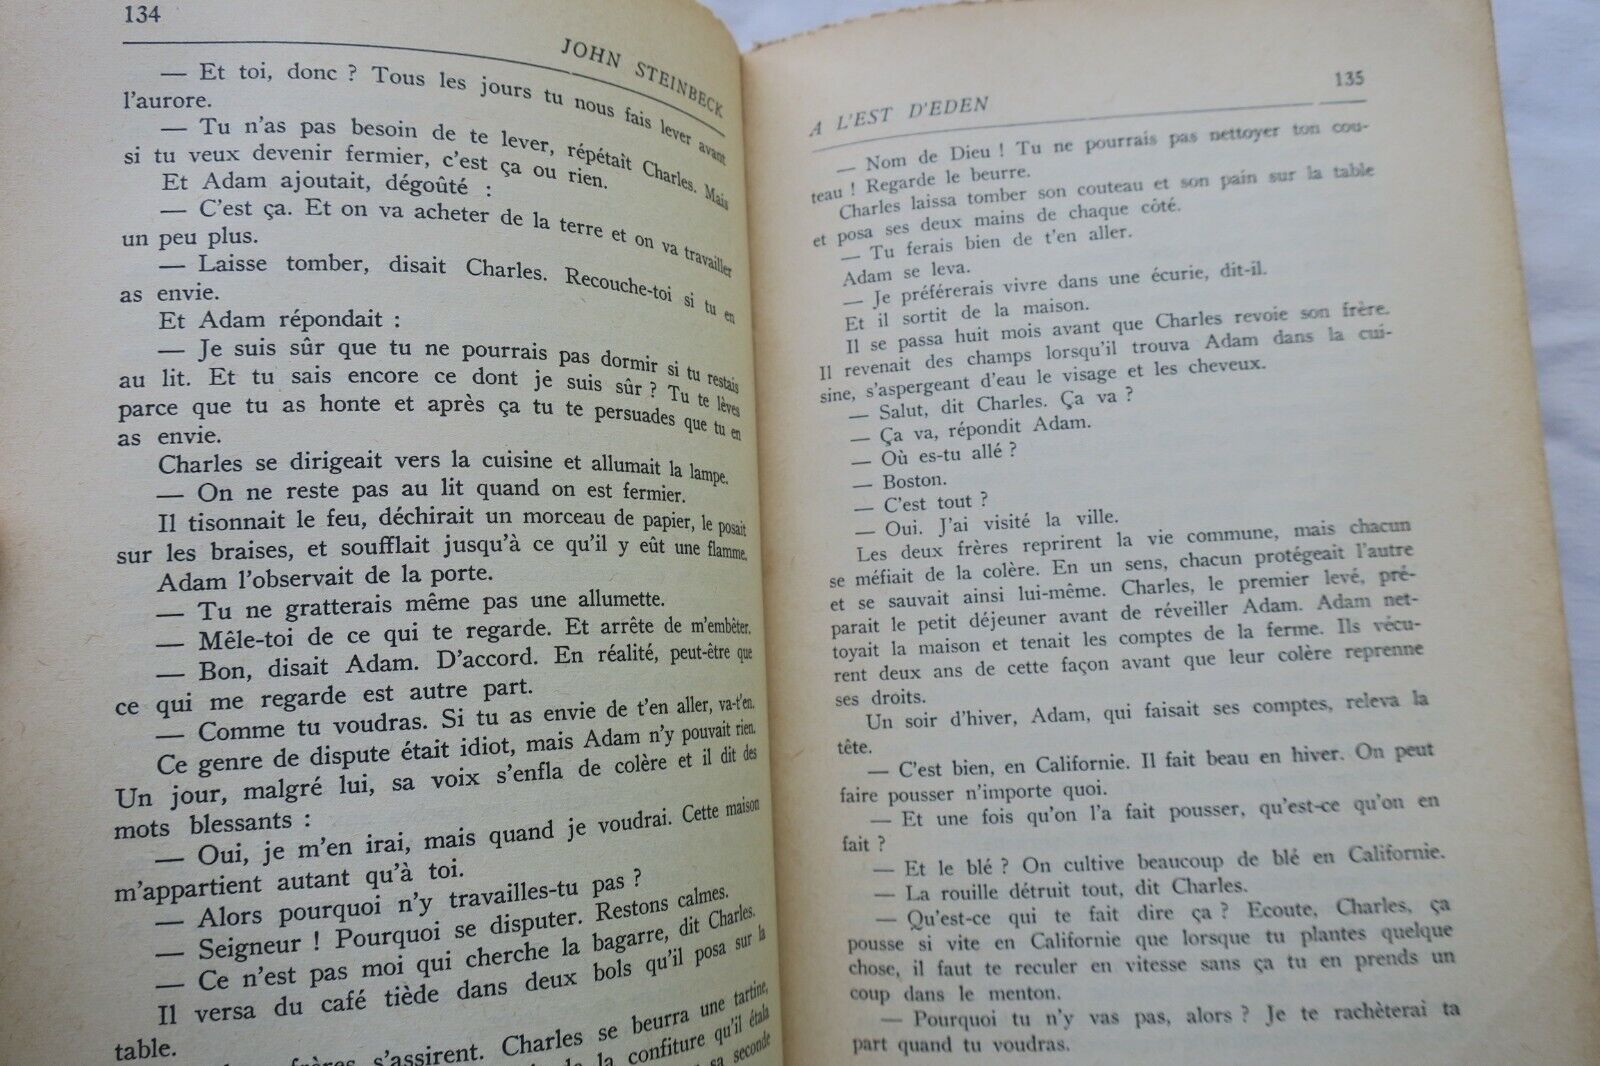 134
JOHN STEINBECK
— Et toi, donc ? Tous les jours tu nous fais lever avant
l'aurore.
— Tu n'as pas besoin de te lever, répétait Charles. Mais
si tu veux devenir fermier, c'est ça ou rien.
Et Adam ajoutait, dégoûté :
— C'est ça. Et on va acheter de la terre et on va travailler
un peu plus.
— Laisse tomber, disait Charles. Recouche-toi si tu en
as envie.
Et Adam répondait :
— Je suis sûr que tu ne pourrais pas dormir si tu restais
au lit. Et tu sais encore ce dont je suis sûr ? Tu te lèves
parce que tu as honte et après ça tu te persuades que tu en
as envie.
Charles se dirigeait vers la cuisine et allumait la lampe.
— On ne reste pas au lit quand on est fermier.
Il tisonnait le feu, déchirait un morceau de papier, le posait
sur les braises, et soufflait jusqu'à ce qu'il y eût une flamme.
Adam l'observait de la porte.
— Tu ne gratterais même pas une allumette.
— Mêle-toi de ce qui te regarde. Et arrête de m'embêter.
— Bon, disait Adam. D'accord. En réalité, peut-être que
ce qui me regarde est autre part.
— Comme tu voudras. Si tu as envie de t'en aller, va-t'en.
Ce genre de dispute était idiot, mais Adam n'y pouvait rien.
Un jour, malgré lui, sa voix s'enfla de colère et il dit des
mots blessants :
— Oui, je m'en irai, mais quand je voudrai. Cette maison
m'appartient autant qu'à toi.
— Alors pourquoi n'y travailles-tu pas ?
— Seigneur ! Pourquoi se disputer. Restons calmes.
— Ce n'est pas moi qui cherche la bagarre, dit Charles.
Il versa du café tiède dans deux bols qu'il posa sur la
table.
frères s'assirent. Charles se beurra une tartine,
de la confiture qu'il étala
sa seconde
A L'EST D'EDEN
135
— Nom de Dieu ! Tu ne pourrais pas nettoyer ton cou-
teau ! Regarde le beurre.
Charles laissa tomber son couteau et son pain sur la table
et posa ses deux mains de chaque côté.
— Tu ferais bien de t'en aller.
Adam se leva.
— Je préférerais vivre dans une écurie, dit-il.
Et il sortit de la maison.
Il se passa huit mois avant que Charles revoie son frère.
Il revenait des champs lorsqu'il trouva Adam dans la cui-
sine, s'aspergeant d'eau le visage et les cheveux.
— Salut, dit Charles. Ça va ?
— Ça va, répondit Adam.
— Où es-tu allé ?
— Boston.
— C'est tout ?
— Oui. J'ai visité la ville.
Les deux frères reprirent la vie commune, mais chacun
se méfiait de la colère. En un sens, chacun protégeait l'autre
et se sauvait ainsi lui-même. Charles, le premier levé, pré-
parait le petit déjeuner avant de réveiller Adam. Adam net-
toyait la maison et tenait les comptes de la ferme. Ils vécu-
rent deux ans de cette façon avant que leur colère reprenne
ses droits.
Un soir d'hiver, Adam, qui faisait ses comptes, releva la
tête.
— C'est bien, en Californie. Il fait beau en hiver. On peut
faire pousser n'importe quoi.
— Et une fois qu'on l'a fait pousser, qu'est-ce qu'on en
fait ?
— Et le blé ? On cultive beaucoup de blé en Californie.
— La rouille détruit tout, dit Charles.
— Qu'est-ce qui te fait dire ça ? Ecoute, Charles, ça
pousse si vite en Californie que lorsque tu plantes quelque
chose, il faut te reculer en vitesse sans ça tu en prends un
coup dans le menton.
— Pourquoi tu n'y vas pas, alors ? Je te rachèterai ta
part quand tu voudras.